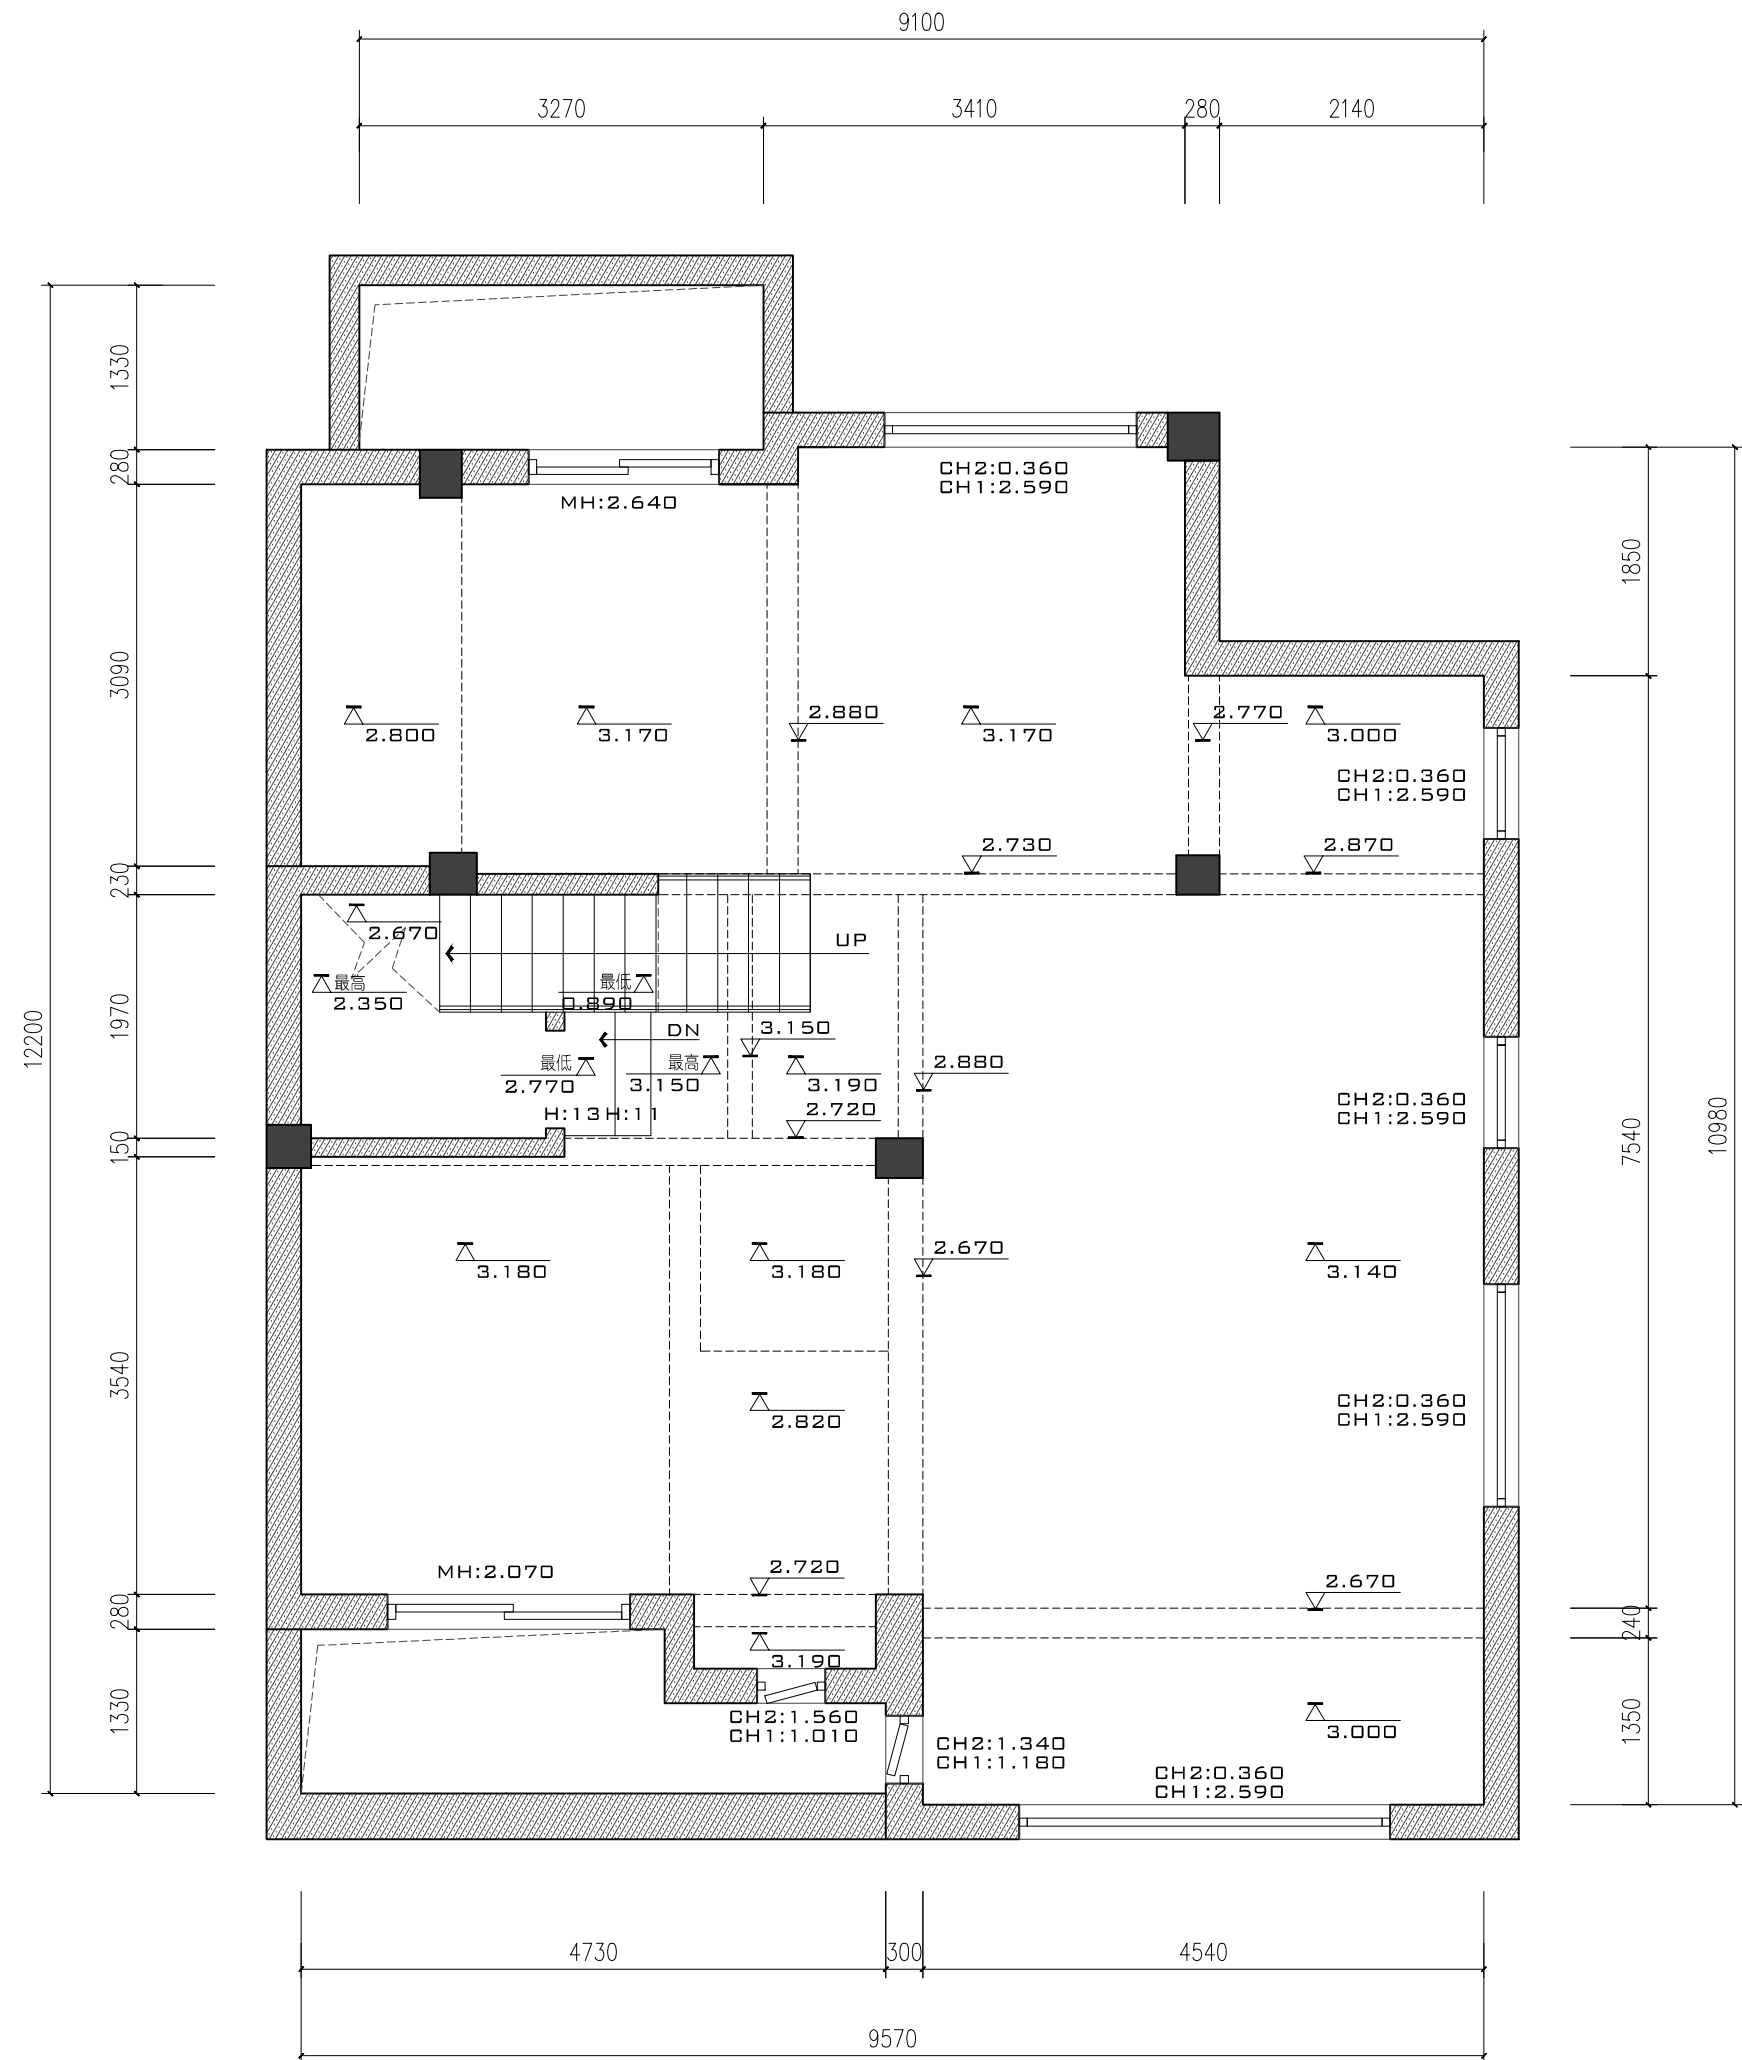 9100
3270
3410
280
2140
1330
280
CH2:0.360
CH1:2.590
MH:2.640
1850
3090
2.800
3.170
2.880
3.170
2.770
3.000
CH2:0.360
CH1:2.590
2.730
2.870
230
2.670
UP
最高
2.350
最低
0.890
1970
12200
DN
3.150
最低
2.770
最高
3.150
3.190
2.880
H:13H:11
2.720
CH2:0.360
CH1:2.590
150
7540
10980
3.180
3.180
2.670
3.140
3540
2.820
CH2:0.360
CH1:2.590
MH:2.070
2.720
2.670
280
240
3.190
1330
CH2:1.560
CH1:1.010
3.000
1350
CH2:1.340
CH1:1.180
CH2:0.360
CH1:2.590
4730
300
4540
9570